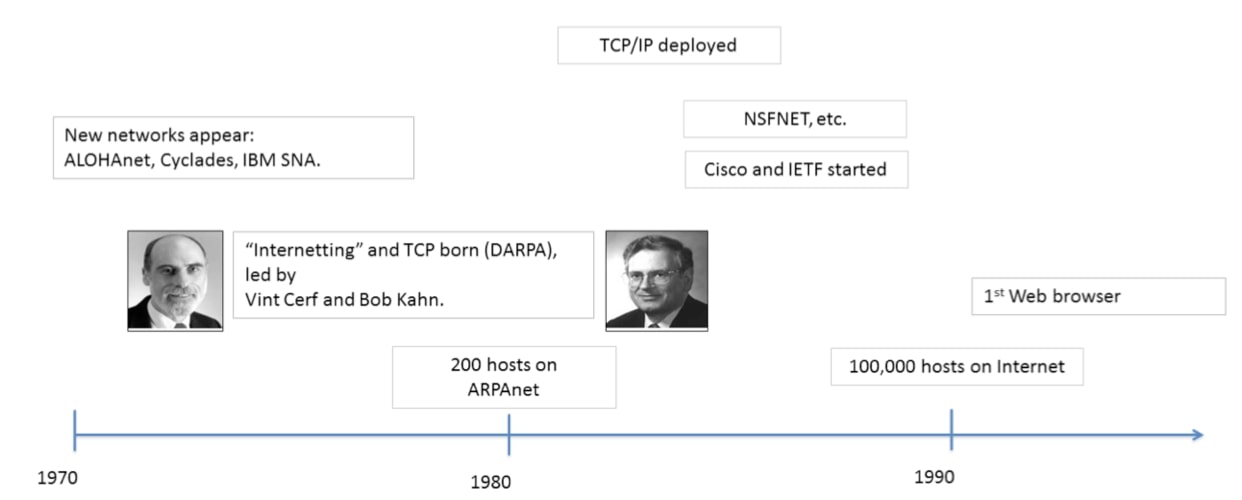 TCP/IP deployed
NSFNET, etc.
New networks appear:
ALOHAnet, Cyclades, IBM SNA.
Cisco and IETF started
“Internetting” and TCP born (DARPA),
led by
Vint Cerf and Bob Kahn.
1st Web browser
200 hosts on
ARPAnet
100,000 hosts on Internet
1970
1980
1990